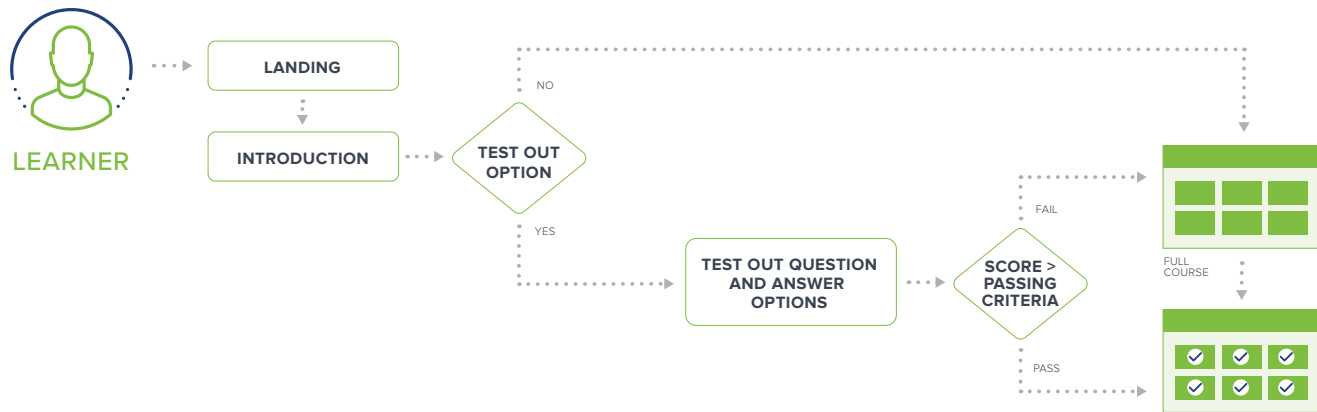 LEARNER
LANDING
INTRODUCTION
TEST OUT
OPTION
NO
YES
TEST OUT QUESTION
AND ANSWER
OPTIONS
SCORE >
PASSING
CRITERIA
FAIL
PASS
FULL
COURSE